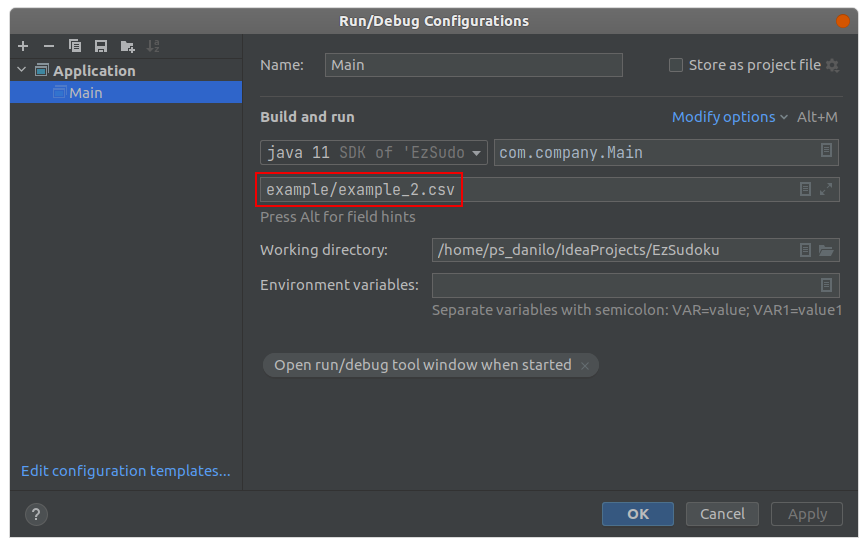 Run/Debug Configurations
Application
Main
Name: Main Store as project file
Build and run Modify options Alt+M
java 11 SDK of 'EzSudo com.company.Main
example/example_2.csv
Press Alt for field hints
Working directory: /home/ps_danilo/IdeaProjects/EzSudoku
Environment variables:
Separate variables with semicolon: VAR=value; VAR1=value1
Open run/debug tool window when started ×
Edit configuration templates...
? OK Cancel Apply